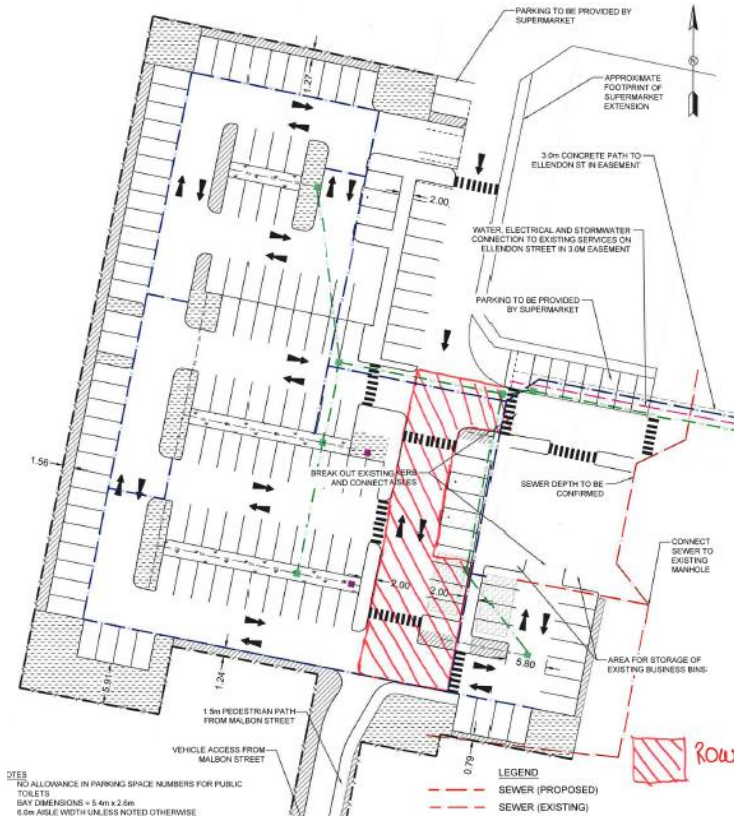 PARKING TO BE PROVIDED BY
SUPERMARKET
APPROXIMATE
FOOTPRINT OF
SUPERMARKET
EXTENSION
1.27
3.0m CONCRETE PATH TO
ELLENDON ST IN EASEMENT
2.00
WATER, ELECTRICAL AND STORMWATER
CONNECTION TO EXISTING SERVICES ON
ELLENDON STREET IN 3.0M EASEMENT
PARKING TO BE PROVIDED
BY SUPERMARKET
1.56
BREAK OUT EXISTING KERB
AND CONNECT AISLES
SEWER DEPTH TO BE
CONFIRMED
CONNECT
SEWER TO
EXISTING
MANHOLE
2.00
2.00
5.80
AREA FOR STORAGE OF
EXISTING BUSINESS BINS
5.91
1.24
1.5m PEDESTRIAN PATH
FROM MALBON STREET
VEHICLE ACCESS FROM
MALBON STREET
0.79
ROW
OTES
NO ALLOWANCE IN PARKING SPACE NUMBERS FOR PUBLIC
TOILETS
BAY DIMENSIONS = 5.4m x 2.6m
6.0m AISLE WIDTH UNLESS NOTED OTHERWISE
LEGEND
SEWER (PROPOSED)
SEWER (EXISTING)